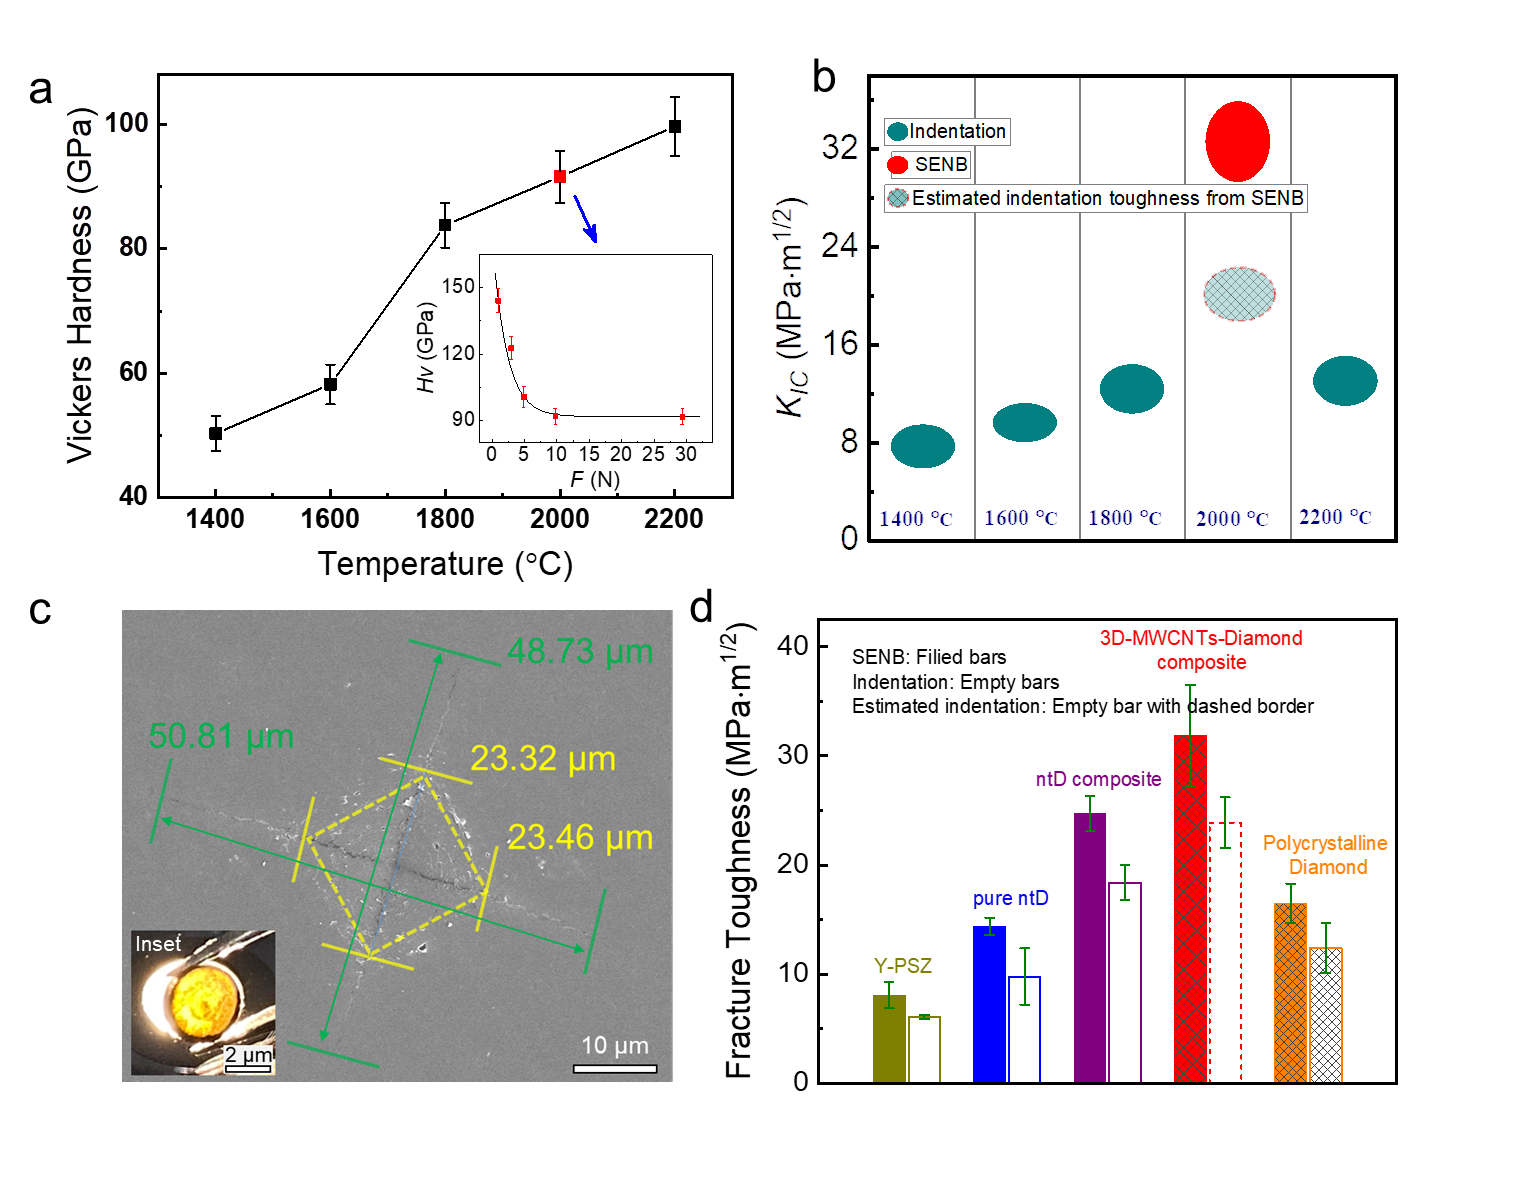 a
Vickers Hardness (GPa)
100
80
60
40
1400 1600 1800 2000 2200
Temperature (°C)
Hv (GPa)
150
120
90
0 5 10 15 20 25 30
F (N)
b
K_IC (MPa·m^1/2)
32
24
16
8
0
Indentation
SENB
Estimated indentation toughness from SENB
1400 °C
1600 °C
1800 °C
2000 °C
2200 °C
c
48.73 µm
50.81 µm
23.32 µm
23.46 µm
Inset
2 µm
10 µm
d
Fracture Toughness (MPa·m^1/2)
40
30
20
10
0
SENB: Filied bars
Indentation: Empty bars
Estimated indentation: Empty bar with dashed border
3D-MWCNTs-Diamond
composite
ntD composite
pure ntD
Y-PSZ
Polycrystalline
Diamond